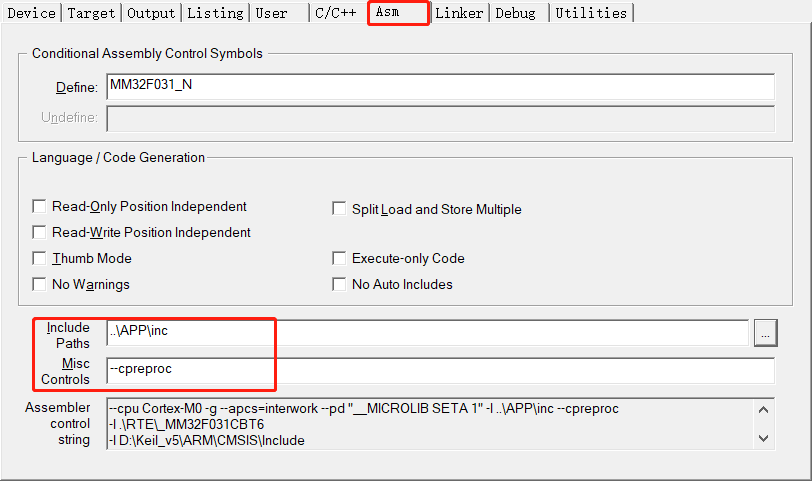 Device Target Output Listing User C/C++ Asm Linker Debug Utilities
Conditional Assembly Control Symbols
Define: MM32F031_N
Undefine:
Language / Code Generation
Read-Only Position Independent
Split Load and Store Multiple
Read-Write Position Independent
Thumb Mode
Execute-only Code
No Warnings
No Auto Includes
Include
Paths
..\APP\inc
...
Misc
Controls
--cpreproc
Assembler
control
string
--cpu Cortex-M0 -g --apcs=interwork --pd "__MICROLIB SETA 1" -I ..\APP\inc --cpreproc
-I .\RTE\_MM32F031CBT6
-I D:\Keil_v5\ARM\CMSIS\Include